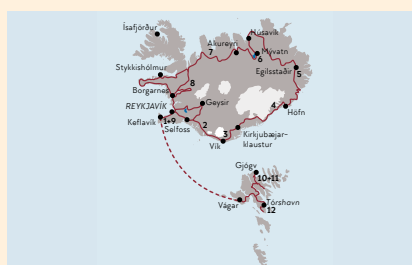 Ísafjörður
Húsavík
Akureyri
7
6
Mývatn
Egilsstaðir
5
Stykkishólmur
8
Borgarnes
Geysir
4
REYKJAVÍK
Höfn
Keflavík
1+9
2
Selfoss
3
Kirkjubæjar-
klaustur
Vík
Gjógv
10+11
Vágar
Tórshavn
12